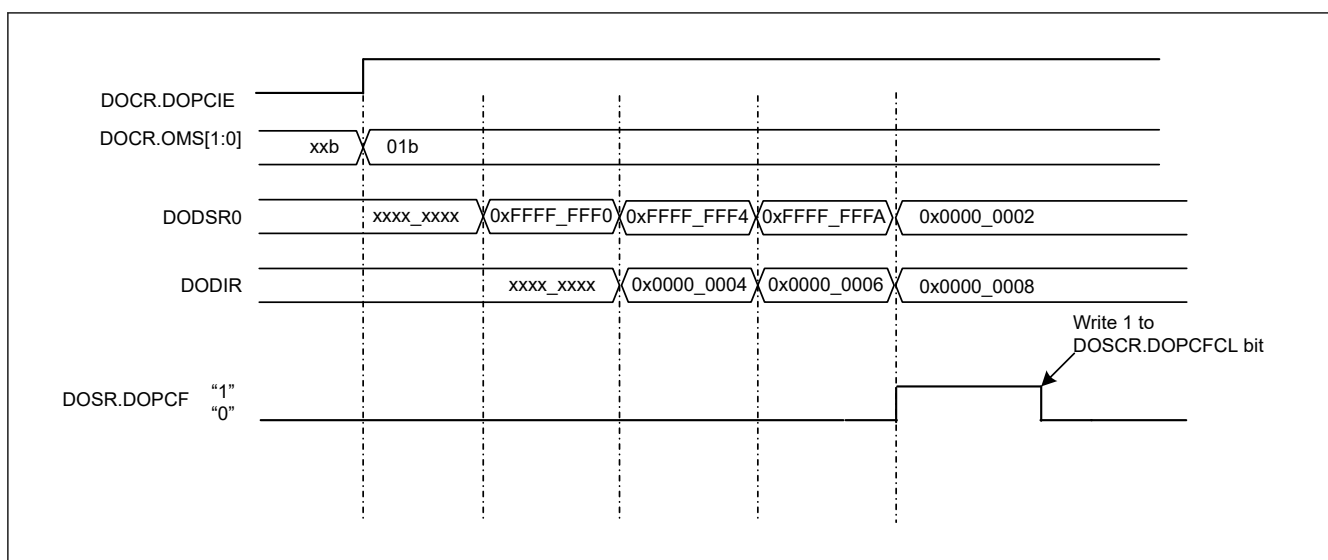 DOCR.DOPCIE
DOCR.OMS[1:0] xxb 01b
DODSR0 xxxx_xxxx 0xFFFF_FFF0 0xFFFF_FFF4 0xFFFF_FFFA 0x0000_0002
DODIR xxxx_xxxx 0x0000_0004 0x0000_0006 0x0000_0008
Write 1 to
DOSCR.DOPCFCL bit
DOSR.DOPCF “1”
“0”